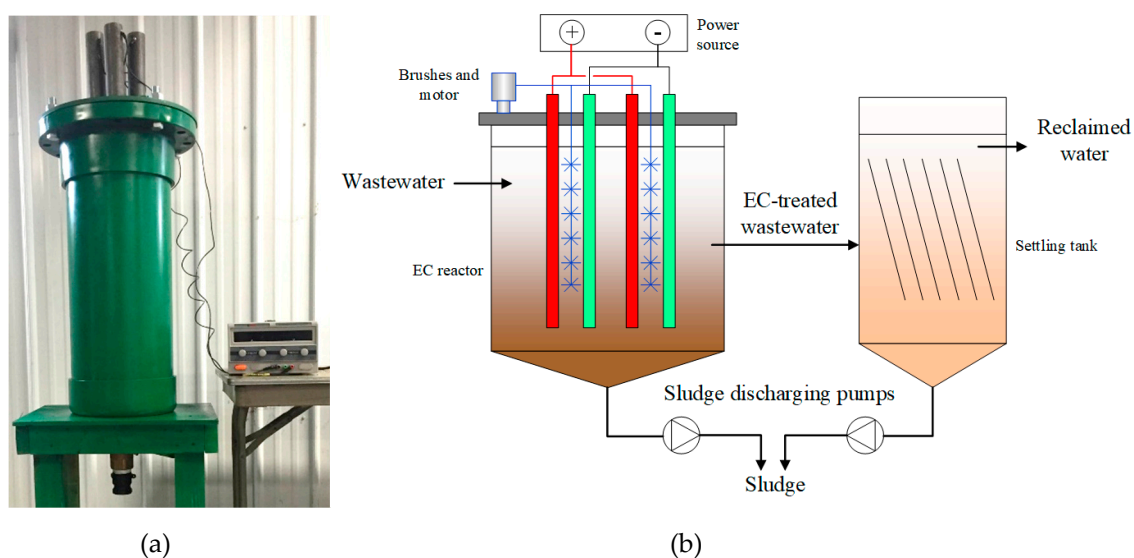 +
-
Power
source
Brushes and
motor
Wastewater
EC reactor
EC-treated
wastewater
Reclaimed
water
Settling tank
Sludge discharging pumps
Sludge
(a)
(b)